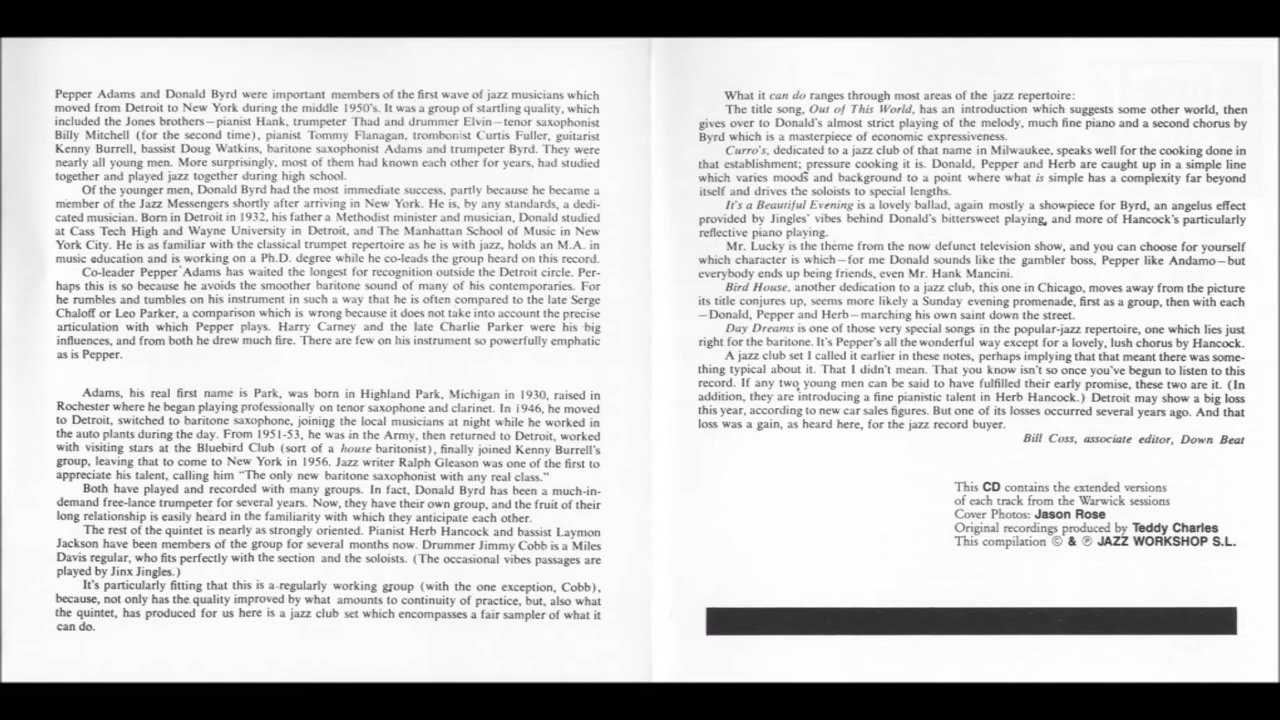 Pepper Adams and Donald Byrd were important members of the first wave of jazz musicians which
moved from Detroit to New York during the middle 1950's. It was a group of startling quality, which
included the Jones brothers—pianist Hank, trumpeter Thad and drummer Elvin—tenor saxophonist
Billy Mitchell (for the second time), pianist Tommy Flanagan, trombonist Curtis Fuller, guitarist
Kenny Burrell, bassist Doug Watkins, baritone saxophonist Adams and trumpeter Byrd. They were
nearly all young men. More surprisingly, most of them had known each other for years, had studied
together and played jazz together during high school.
Of the younger men, Donald Byrd had the most immediate success, partly because he became a
member of the Jazz Messengers shortly after arriving in New York. He is, by any standards, a dedi-
cated musician. Born in Detroit in 1932, his father a Methodist minister and musician, Donald studied
at Cass Tech High and Wayne University in Detroit, and The Manhattan School of Music in New
York City. He is as familiar with the classical trumpet repertoire as he is with jazz, holds an M.A. in
music education and is working on a Ph.D. degree while he co-leads the group heard on this record.
Co-leader Pepper Adams has waited the longest for recognition outside the Detroit circle. Per-
haps this is so because he avoids the smoother baritone sound of many of his contemporaries. For
he rumbles and tumbles on his instrument in such a way that he is often compared to the late Serge
Chaloff or Leo Parker, a comparison which is wrong because it does not take into account the precise
articulation with which Pepper plays. Harry Carney and the late Charlie Parker were his big
influences, and from both he drew much fire. There are few on his instrument so powerfully emphatic
as is Pepper.
Adams, his real first name is Park, was born in Highland Park, Michigan in 1930, raised in
Rochester where he began playing professionally on tenor saxophone and clarinet. In 1946, he moved
to Detroit, switched to baritone saxophone, joining the local musicians at night while he worked in
the auto plants during the day. From 1951-53, he was in the Army, then returned to Detroit, worked
with visiting stars at the Bluebird Club (sort of a house baritonist), finally joined Kenny Burrell's
group, leaving that to come to New York in 1956. Jazz writer Ralph Gleason was one of the first to
appreciate his talent, calling him "The only new baritone saxophonist with any real class."
Both have played and recorded with many groups. In fact, Donald Byrd has been a much-in-
demand free-lance trumpeter for several years. Now, they have their own group, and the fruit of their
long relationship is easily heard in the familiarity with which they anticipate each other.
The rest of the quintet is nearly as strongly oriented. Pianist Herb Hancock and bassist Laymon
Jackson have been members of the group for several months now. Drummer Jimmy Cobb is a Miles
Davis regular, who fits perfectly with the section and the soloists. (The occasional vibes passages are
played by Jinx Jingles.)
It's particularly fitting that this is a regularly working group (with the one exception, Cobb),
because, not only has the quality improved by what amounts to continuity of practice, but, also what
the quintet, has produced for us here is a jazz club set which encompasses a fair sampler of what it
can do.
What it can do ranges through most areas of the jazz repertoire:
The title song, Out of This World, has an introduction which suggests some other world, then
gives over to Donald's almost strict playing of the melody, much fine piano and a second chorus by
Byrd which is a masterpiece of economic expressiveness.
Curro's, dedicated to a jazz club of that name in Milwaukee, speaks well for the cooking done in
that establishment; pressure cooking it is. Donald, Pepper and Herb are caught up in a simple line
which varies moods and background to a point where what is simple has a complexity far beyond
itself and drives the soloists to special lengths.
It's a Beautiful Evening is a lovely ballad, again mostly a showpiece for Byrd, an angelus effect
provided by Jingles' vibes behind Donald's bittersweet playing, and more of Hancock's particularly
reflective piano playing.
Mr. Lucky is the theme from the now defunct television show, and you can choose for yourself
which character is which—for me Donald sounds like the gambler boss, Pepper like Andamo—but
everybody ends up being friends, even Mr. Hank Mancini.
Bird House, another dedication to a jazz club, this one in Chicago, moves away from the picture
its title conjures up, seems more likely a Sunday evening promenade, first as a group, then with each
—Donald, Pepper and Herb—marching his own saint down the street.
Day Dreams is one of those very special songs in the popular-jazz repertoire, one which lies just
right for the baritone. It's Pepper's all the wonderful way except for a lovely, lush chorus by Hancock.
A jazz club set I called it earlier in these notes, perhaps implying that that meant there was some-
thing typical about it. That I didn't mean. That you know isn't so once you've begun to listen to this
record. If any two young men can be said to have fulfilled their early promise, these two are it. (In
addition, they are introducing a fine pianistic talent in Herb Hancock.) Detroit may show a big loss
this year, according to new car sales figures. But one of its losses occurred several years ago. And that
loss was a gain, as heard here, for the jazz record buyer.
Bill Coss, associate editor, Down Beat
This CD contains the extended versions
of each track from the Warwick sessions
Cover Photos: Jason Rose
Original recordings produced by Teddy Charles
This compilation © & ℗ JAZZ WORKSHOP S.L.